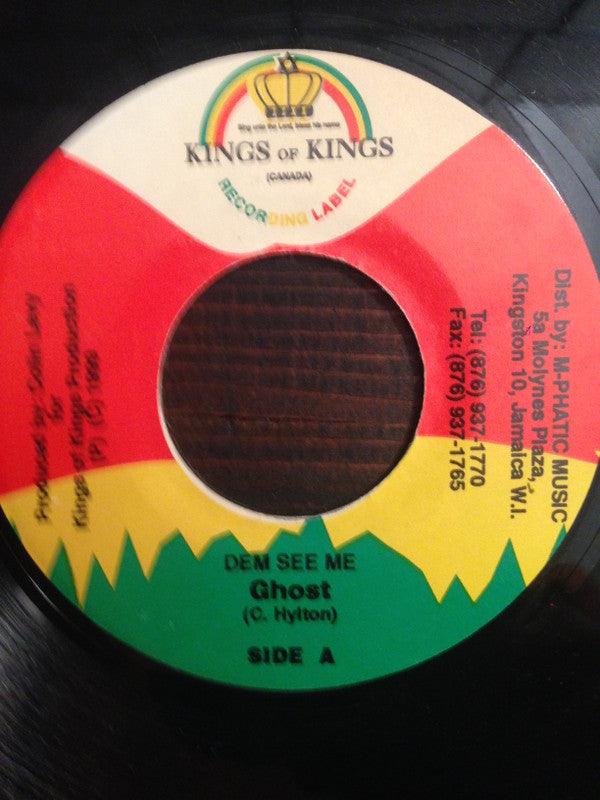 Sing unto the Lord, bless his name
KINGS OF KINGS
(CANADA)
RECORDING LABEL
Produced by: Colin Levy
for
Kings of Kings Production
(P) (C) 1999
Dist. by: M-PHATIC MUSIC
5a Molynes Plaza,
Kingston 10, Jamaica W.I.
Tel: (876) 937-1770
Fax: (876) 937-1765
DEM SEE ME
Ghost
(C. Hylton)
SIDE A